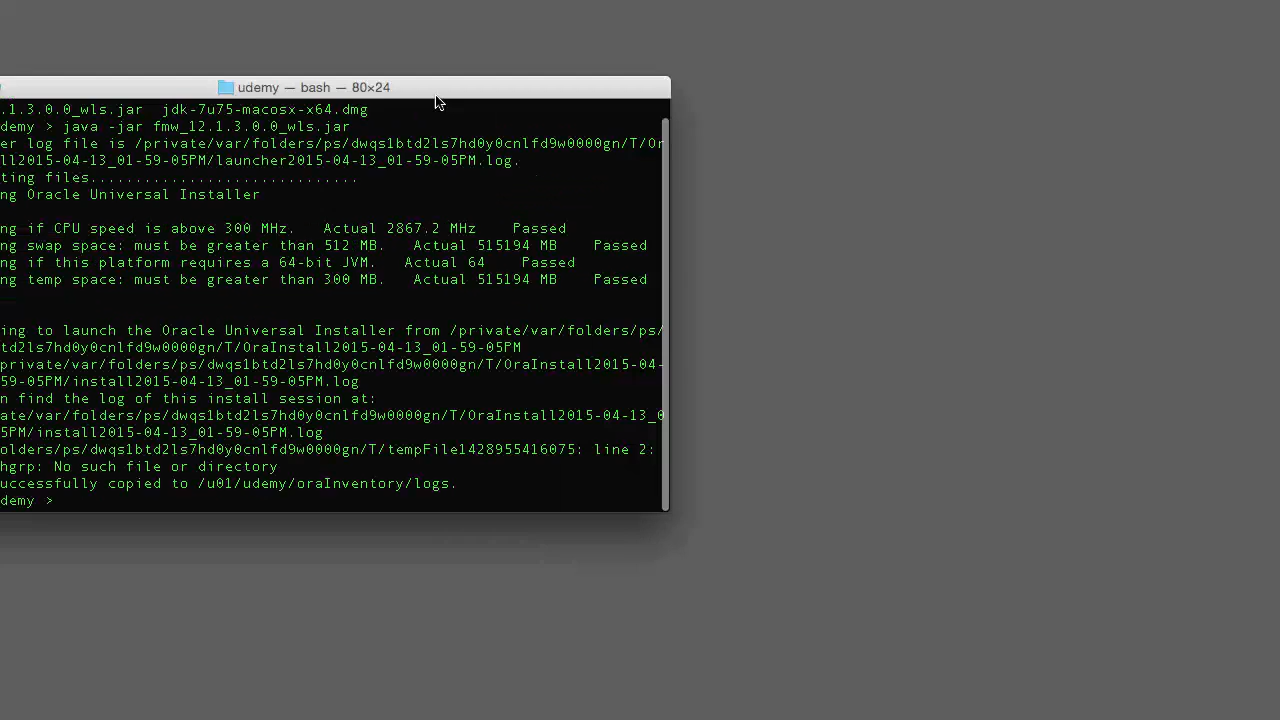 udemy — bash — 80×24
.1.3.0.0_wls.jar  jdk-7u75-macosx-x64.dmg
demy > java -jar fmw_12.1.3.0.0_wls.jar
er log file is /private/var/folders/ps/dwqs1btd2ls7hd0y0cnlfd9w0000gn/T/Or
ll2015-04-13_01-59-05PM/launcher2015-04-13_01-59-05PM.log.
ting files..............................
ng Oracle Universal Installer
ng if CPU speed is above 300 MHz.   Actual 2867.2 MHz    Passed
ng swap space: must be greater than 512 MB.   Actual 515194 MB    Passed
ng if this platform requires a 64-bit JVM.   Actual 64    Passed
ng temp space: must be greater than 300 MB.   Actual 515194 MB    Passed
ing to launch the Oracle Universal Installer from /private/var/folders/ps/
td2ls7hd0y0cnlfd9w0000gn/T/OraInstall2015-04-13_01-59-05PM
private/var/folders/ps/dwqs1btd2ls7hd0y0cnlfd9w0000gn/T/OraInstall2015-04-
59-05PM/install2015-04-13_01-59-05PM.log
n find the log of this install session at:
ate/var/folders/ps/dwqs1btd2ls7hd0y0cnlfd9w0000gn/T/OraInstall2015-04-13_0
5PM/install2015-04-13_01-59-05PM.log
olders/ps/dwqs1btd2ls7hd0y0cnlfd9w0000gn/T/tempFile1428955416075: line 2:
hgrp: No such file or directory
uccessfully copied to /u01/udemy/oraInventory/logs.
demy >